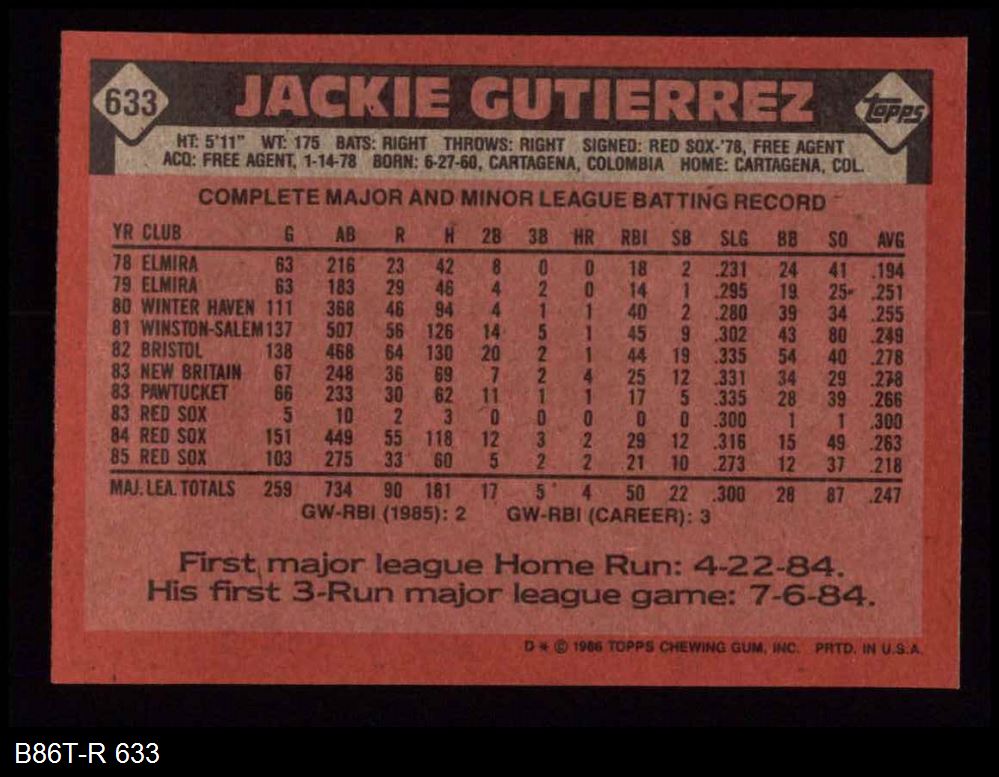 633 JACKIE GUTIERREZ topps
HT: 5'11" WT: 175 BATS: RIGHT THROWS: RIGHT SIGNED: RED SOX-'78, FREE AGENT
ACQ: FREE AGENT, 1-14-78 BORN: 6-27-60, CARTAGENA, COLOMBIA HOME: CARTAGENA, COL.
COMPLETE MAJOR AND MINOR LEAGUE BATTING RECORD
YR CLUB G AB R H 2B 3B HR RBI SB SLG BB SO AVG
78 ELMIRA 63 216 23 42 8 0 0 18 2 .231 24 41 .194
79 ELMIRA 63 183 29 46 4 2 0 14 1 .295 19 25 .251
80 WINTER HAVEN 111 368 46 94 4 1 1 40 2 .280 39 34 .255
81 WINSTON-SALEM 137 507 56 126 14 5 1 45 9 .302 43 80 .249
82 BRISTOL 138 468 64 130 20 2 1 44 19 .335 54 40 .278
83 NEW BRITAIN 67 248 36 69 7 2 4 25 12 .331 34 29 .278
83 PAWTUCKET 66 233 30 62 11 1 1 17 5 .335 28 39 .266
83 RED SOX 5 10 2 3 0 0 0 0 0 .300 1 1 .300
84 RED SOX 151 449 55 118 12 3 2 29 12 .316 15 49 .263
85 RED SOX 103 275 33 60 5 2 2 21 10 .273 12 37 .218
MAJ. LEA. TOTALS 259 734 90 181 17 5 4 50 22 .300 28 87 .247
GW-RBI (1985): 2 GW-RBI (CAREER): 3
First major league Home Run: 4-22-84.
His first 3-Run major league game: 7-6-84.
D * © 1986 TOPPS CHEWING GUM, INC. PRTD. IN U.S.A.
B86T-R 633